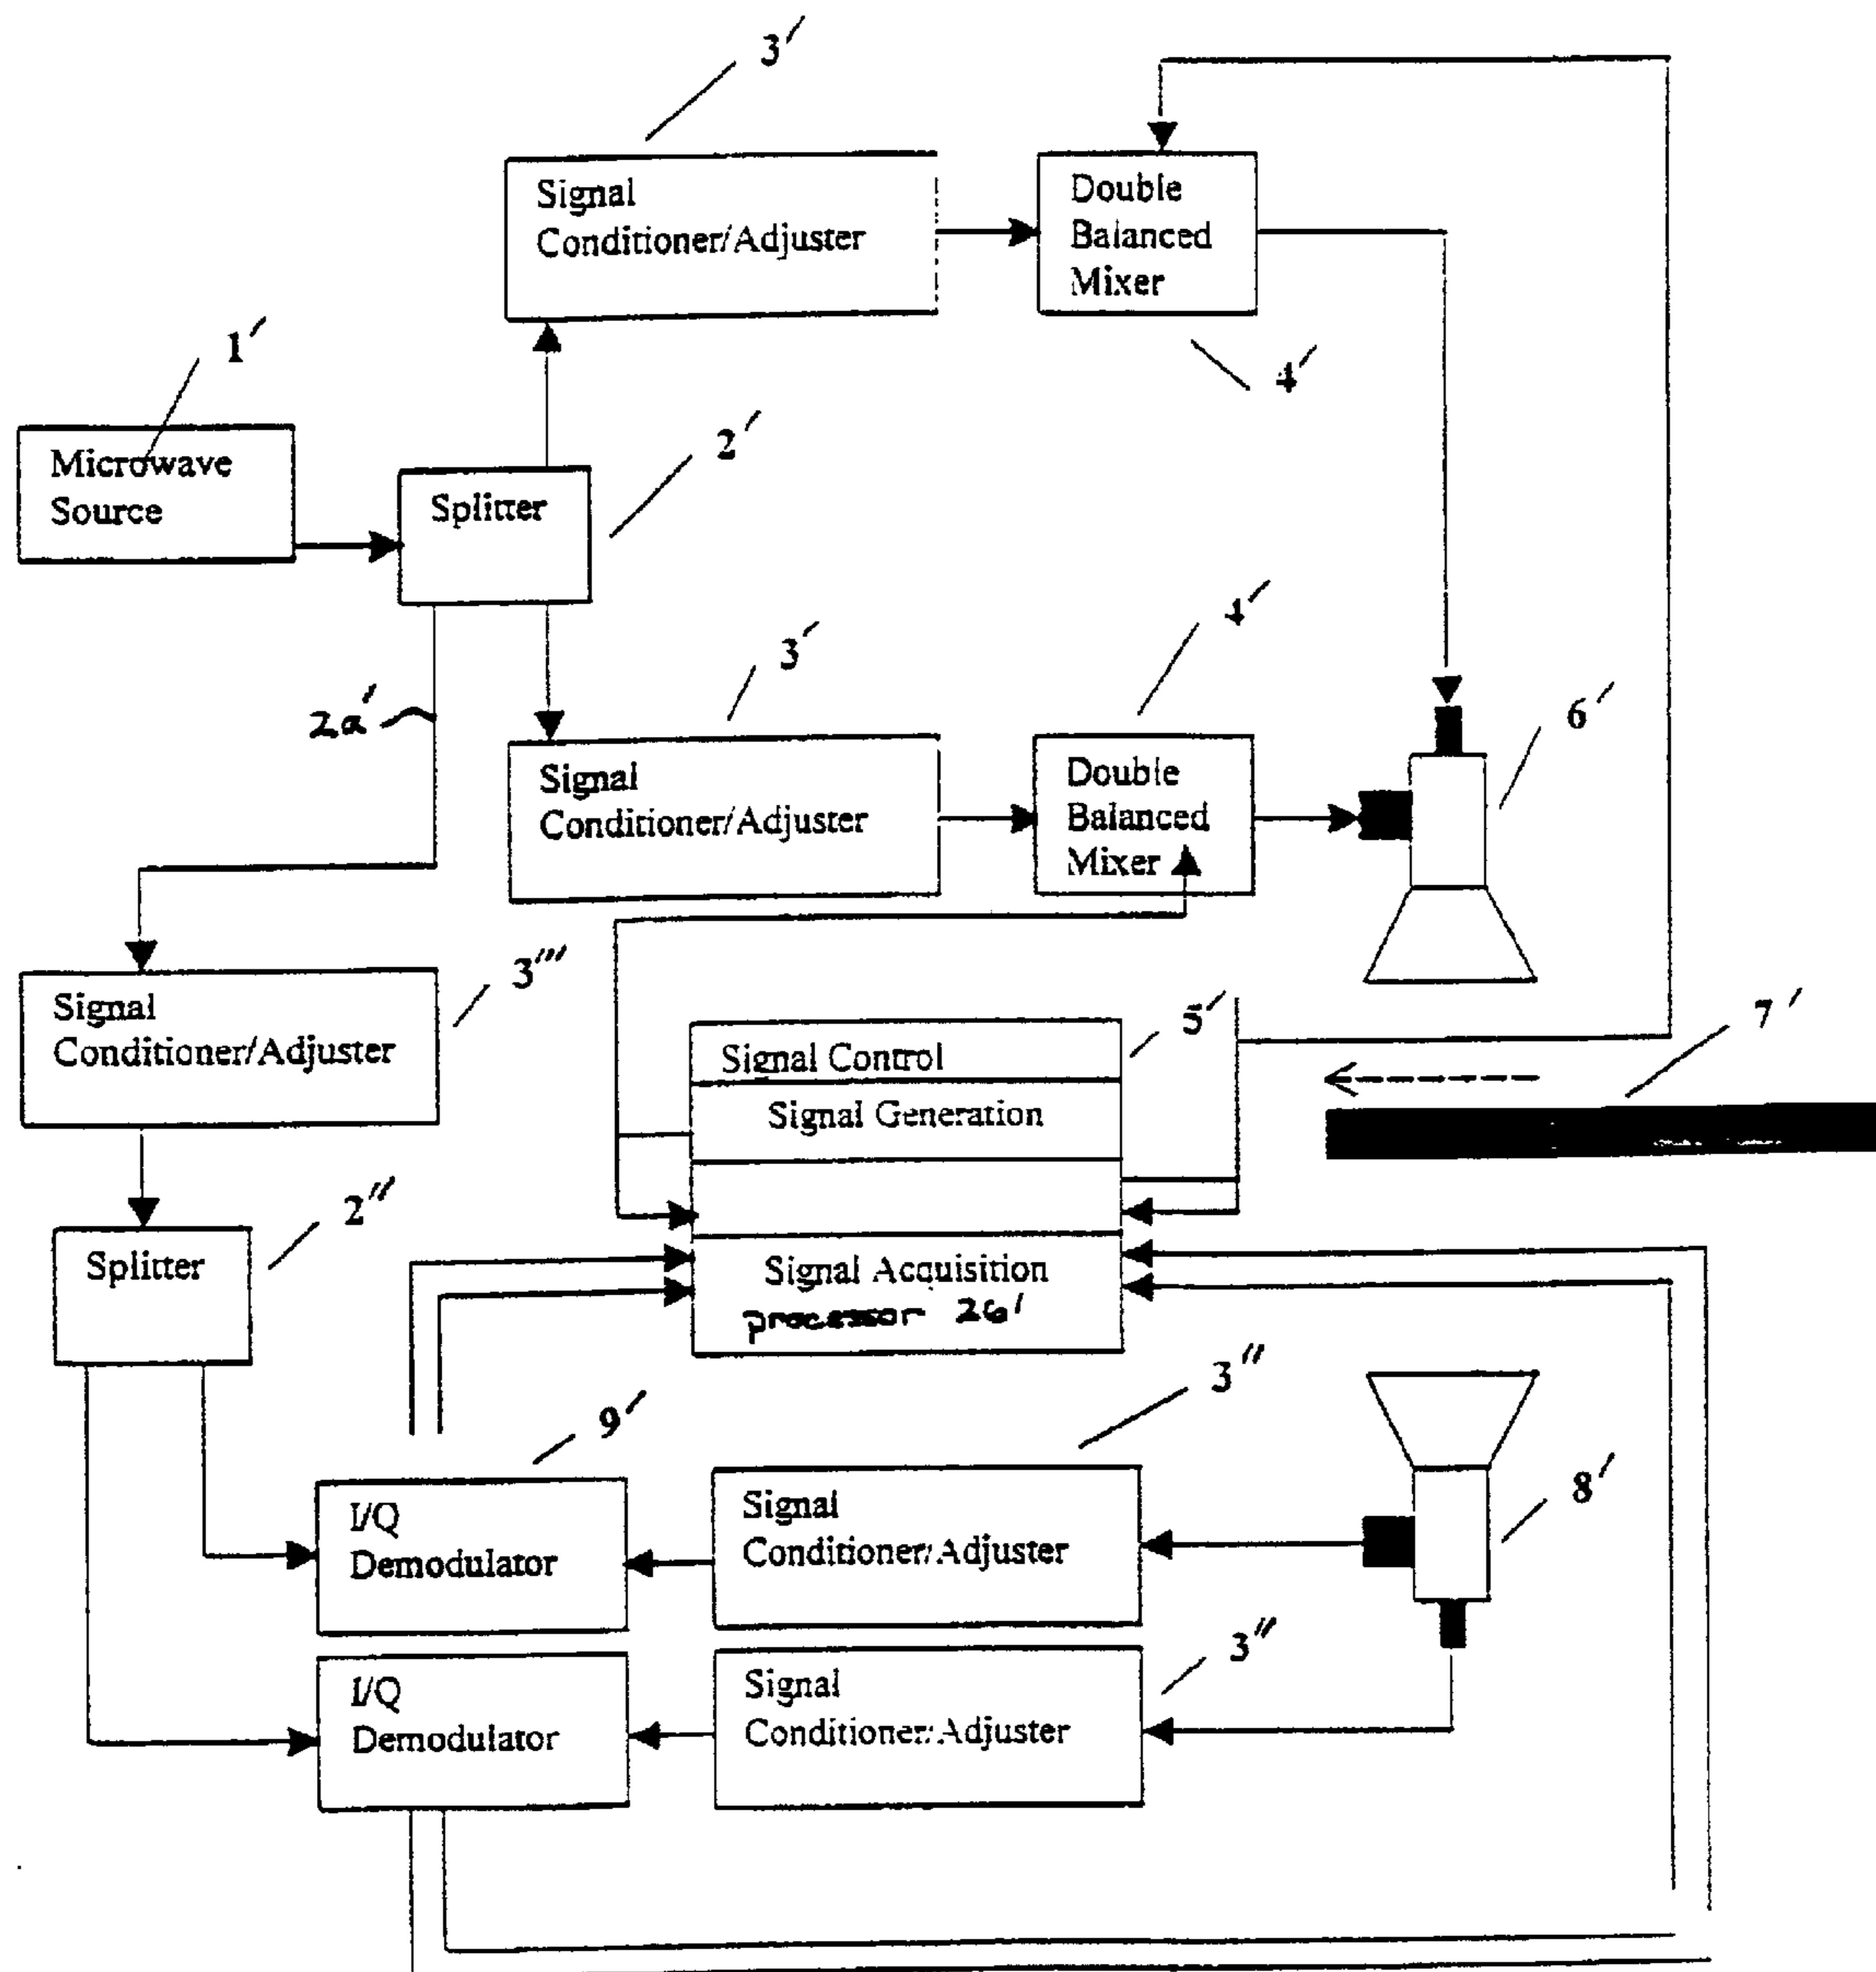 3′
Signal
Conditioner/Adjuster
Double
Balanced
Mixer
4′
1′
Microwave
Source
2′
Splitter
2a′
3′
Signal
Conditioner/Adjuster
4′
Double
Balanced
Mixer
6′
3‴
Signal
Conditioner/Adjuster
5′
Signal Control
Signal Generation
7′
2″
Splitter
Signal Acquisition
processor 26′
9′
I/Q
Demodulator
3″
Signal
Conditioner/Adjuster
8′
I/Q
Demodulator
3″
Signal
Conditioner/Adjuster